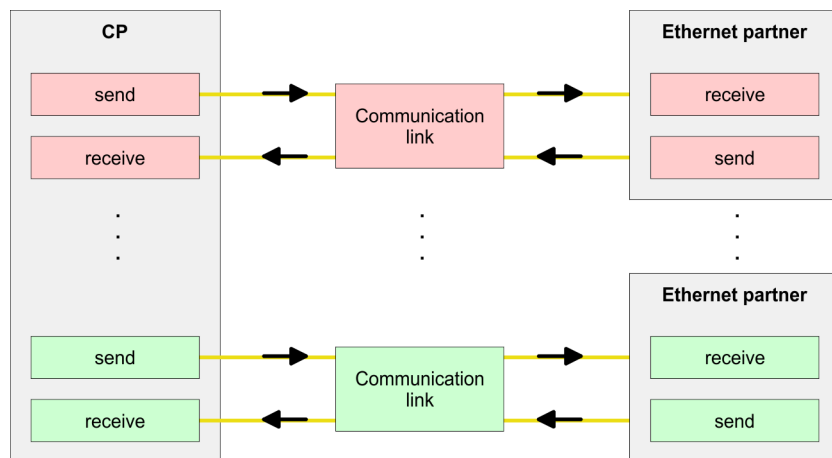 CP
Ethernet partner
send
receive
Communication
link
receive
send
Ethernet partner
send
receive
Communication
link
receive
send